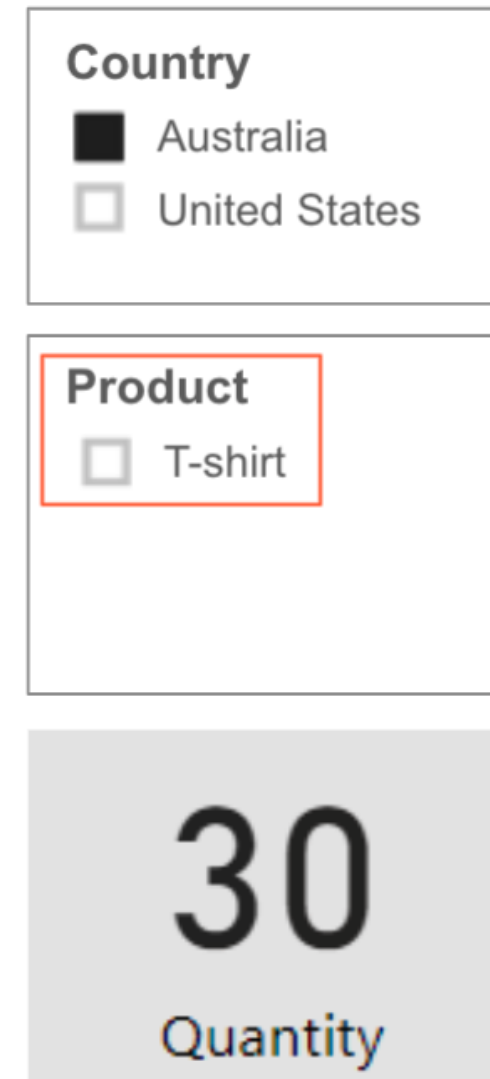 Country
Australia
United States
Product
T-shirt
30
Quantity